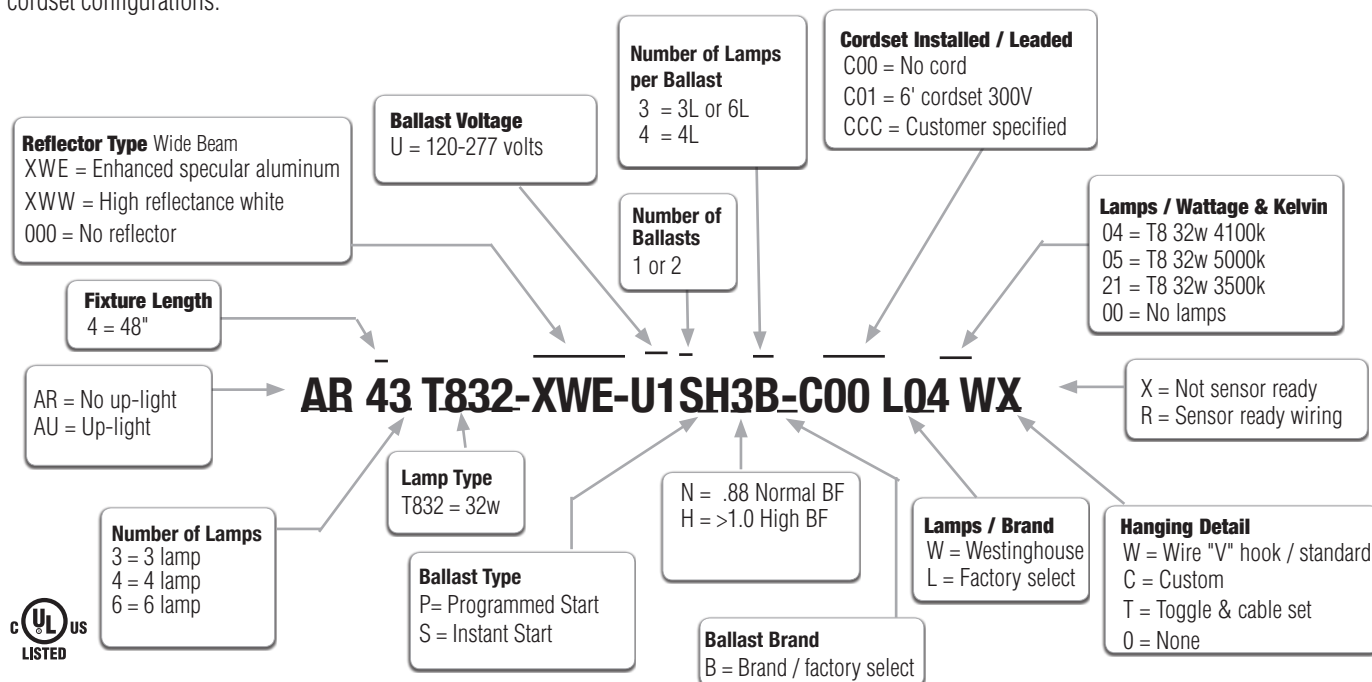 cordset configurations.
Reflector Type Wide Beam
XWE = Enhanced specular aluminum
XWW = High reflectance white
000 = No reflector
Ballast Voltage
U = 120-277 volts
Number of Lamps
per Ballast
3 = 3L or 6L
4 = 4L
Cordset Installed / Leaded
C00 = No cord
C01 = 6' cordset 300V
CCC = Customer specified
Number of
Ballasts
1 or 2
Lamps / Wattage & Kelvin
04 = T8 32w 4100k
05 = T8 32w 5000k
21 = T8 32w 3500k
00 = No lamps
Fixture Length
4 = 48"
AR = No up-light
AU = Up-light
AR 43 T832-XWE-U1SH3B-C00 L04 WX
X = Not sensor ready
R = Sensor ready wiring
Number of Lamps
3 = 3 lamp
4 = 4 lamp
6 = 6 lamp
Lamp Type
T832 = 32w
Ballast Type
P= Programmed Start
S = Instant Start
N = .88 Normal BF
H = >1.0 High BF
Ballast Brand
B = Brand / factory select
Lamps / Brand
W = Westinghouse
L = Factory select
Hanging Detail
W = Wire "V" hook / standard
C = Custom
T = Toggle & cable set
0 = None
C UL US
LISTED